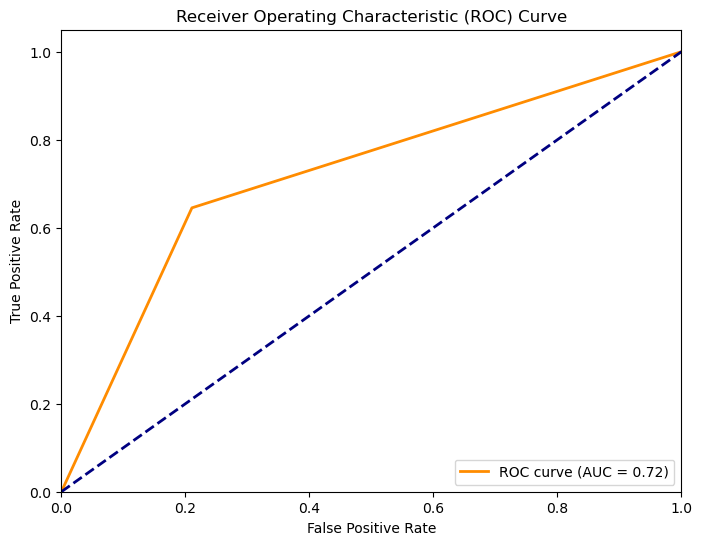 Receiver Operating Characteristic (ROC) Curve
True Positive Rate
1.0
0.8
0.6
0.4
0.2
0.0
0.0 0.2 0.4 0.6 0.8 1.0
False Positive Rate
ROC curve (AUC = 0.72)